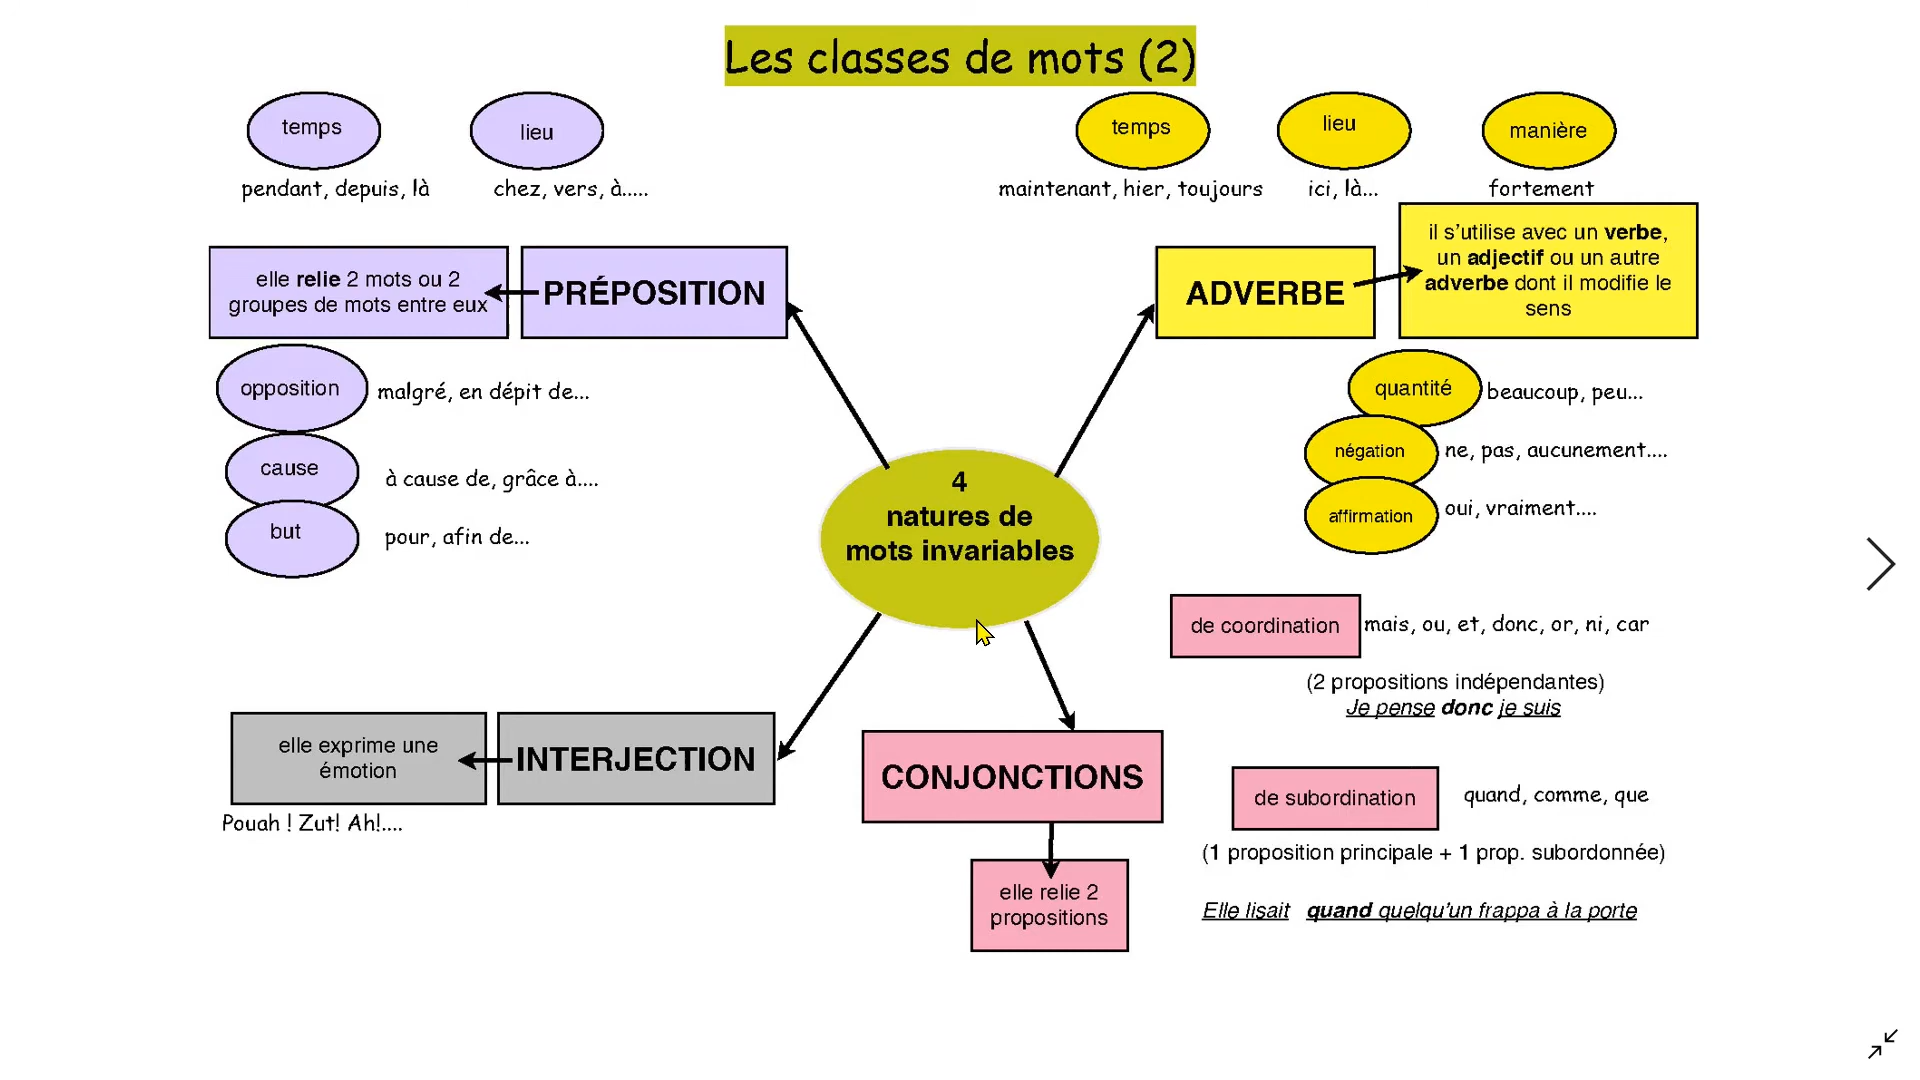 Les classes de mots (2)
temps
lieu
pendant, depuis, là
chez, vers, à.....
elle relie 2 mots ou 2
groupes de mots entre eux
PRÉPOSITION
opposition
malgré, en dépit de...
cause
à cause de, grâce à....
but
pour, afin de...
temps
lieu
manière
maintenant, hier, toujours
ici, là...
fortement
ADVERBE
il s’utilise avec un verbe,
un adjectif ou un autre
adverbe dont il modifie le
sens
quantité
beaucoup, peu...
négation
ne, pas, aucunement....
affirmation
oui, vraiment....
4
natures de
mots invariables
elle exprime une
émotion
INTERJECTION
Pouah ! Zut! Ah!....
CONJONCTIONS
elle relie 2
propositions
de coordination
mais, ou, et, donc, or, ni, car
(2 propositions indépendantes)
Je pense donc je suis
de subordination
quand, comme, que
(1 proposition principale + 1 prop. subordonnée)
Elle lisait quand quelqu’un frappa à la porte